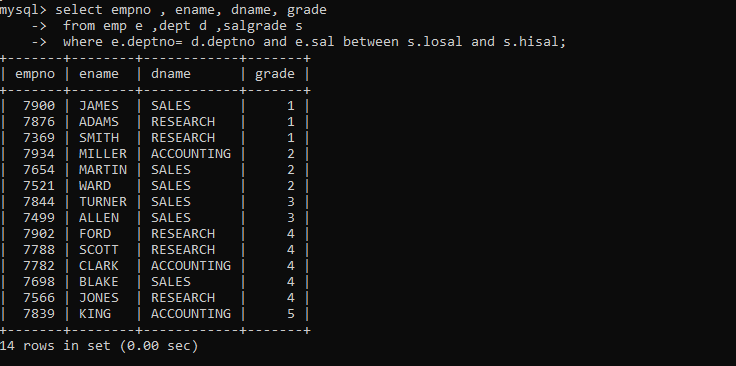 mysql> select empno , ename, dname, grade
    ->  from emp e ,dept d ,salgrade s
    ->  where e.deptno= d.deptno and e.sal between s.losal and s.hisal;
+-------+--------+------------+-------+
| empno | ename  | dname      | grade |
+-------+--------+------------+-------+
|  7900 | JAMES  | SALES      |     1 |
|  7876 | ADAMS  | RESEARCH   |     1 |
|  7369 | SMITH  | RESEARCH   |     1 |
|  7934 | MILLER | ACCOUNTING |     2 |
|  7654 | MARTIN | SALES      |     2 |
|  7521 | WARD   | SALES      |     2 |
|  7844 | TURNER | SALES      |     3 |
|  7499 | ALLEN  | SALES      |     3 |
|  7902 | FORD   | RESEARCH   |     4 |
|  7788 | SCOTT  | RESEARCH   |     4 |
|  7782 | CLARK  | ACCOUNTING |     4 |
|  7698 | BLAKE  | SALES      |     4 |
|  7566 | JONES  | RESEARCH   |     4 |
|  7839 | KING   | ACCOUNTING |     5 |
+-------+--------+------------+-------+
14 rows in set (0.00 sec)